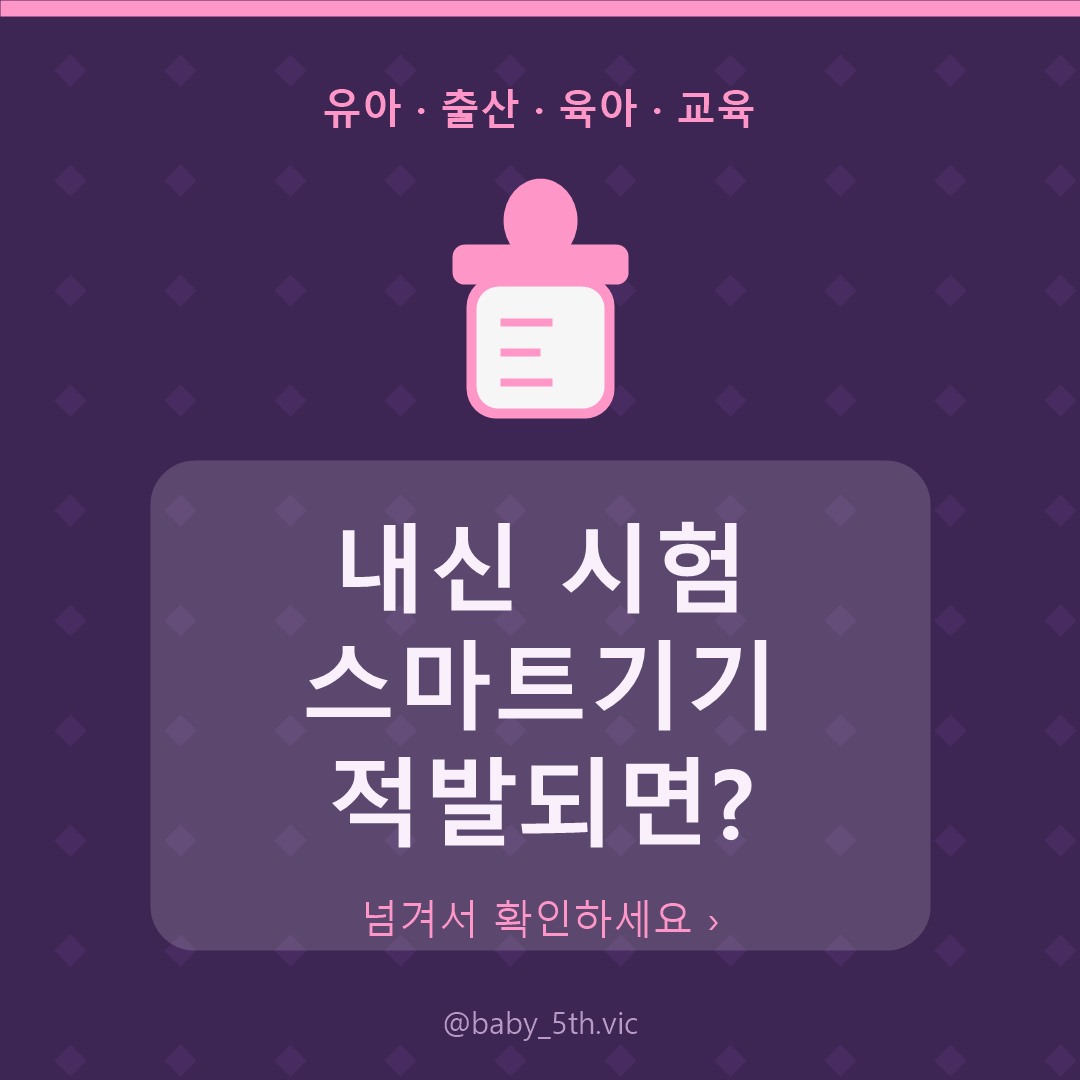 유아 · 출산 · 육아 · 교육
내신 시험
스마트기기
적발되면?
넘겨서 확인하세요 ›
@baby_5th.vic